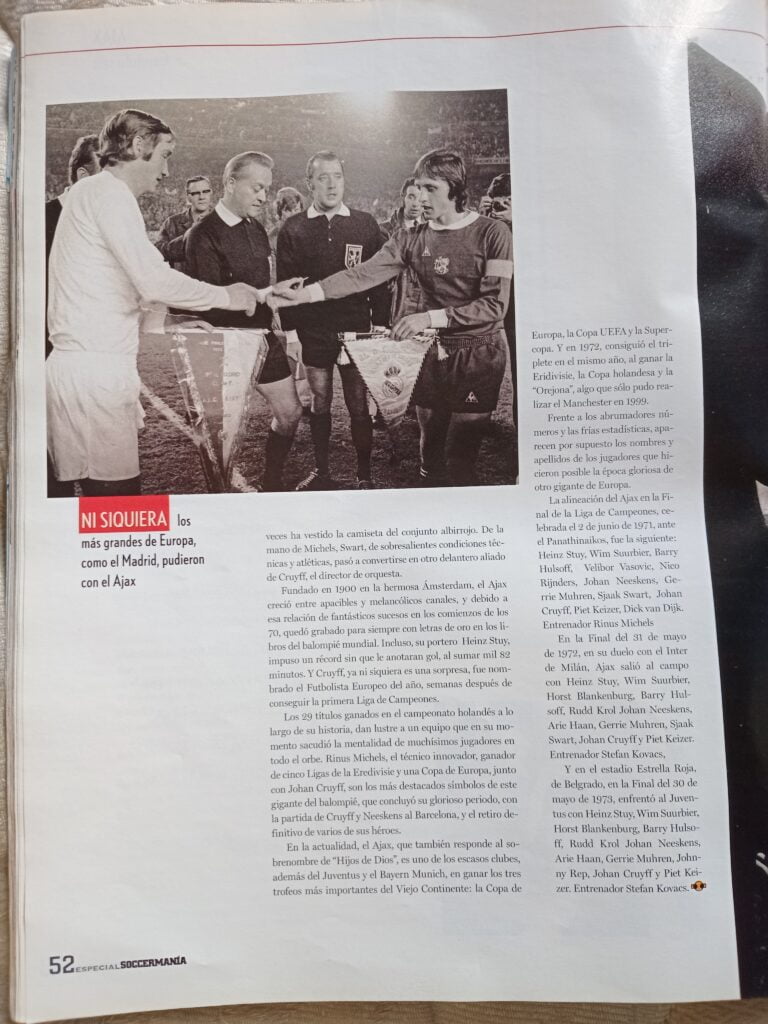 NI SIQUIERA los
más grandes de Europa,
como el Madrid, pudieron
con el Ajax
veces ha vestido la camiseta del conjunto albirrojo. De la
mano de Michels, Swart, de sobresalientes condiciones téc-
nicas y atléticas, pasó a convertirse en otro delantero aliado
de Cruyff, el director de orquesta.
Fundado en 1900 en la hermosa Ámsterdam, el Ajax
creció entre apacibles y melancólicos canales, y debido a
esa relación de fantásticos sucesos en los comienzos de los
70, quedó grabado para siempre con letras de oro en los li-
bros del balompié mundial. Incluso, su portero Heinz Stuy,
impuso un récord sin que le anotaran gol, al sumar mil 82
minutos. Y Cruyff, ya ni siquiera es una sorpresa, fue nom-
brado el Futbolista Europeo del año, semanas después de
conseguir la primera Liga de Campeones.
Los 29 títulos ganados en el campeonato holandés a lo
largo de su historia, dan lustre a un equipo que en su mo-
mento sacudió la mentalidad de muchísimos jugadores en
todo el orbe. Rinus Michels, el técnico innovador, ganador
de cinco Ligas de la Eredivisie y una Copa de Europa, junto
con Johan Cruyff, son los más destacados símbolos de este
gigante del balompié, que concluyó su glorioso periodo, con
la partida de Cruyff y Neeskens al Barcelona, y el retiro de-
finitivo de varios de sus héroes.
En la actualidad, el Ajax, que también responde al so-
brenombre de “Hijos de Dios”, es uno de los escasos clubes,
además del Juventus y el Bayern Munich, en ganar los tres
trofeos más importantes del Viejo Continente: la Copa de
Europa, la Copa UEFA y la Super-
copa. Y en 1972, consiguió el tri-
plete en el mismo año, al ganar la
Eridivisie, la Copa holandesa y la
“Orejona”, algo que sólo pudo rea-
lizar el Manchester en 1999.
Frente a los abrumadores nú-
meros y las frías estadísticas, apa-
recen por supuesto los nombres y
apellidos de los jugadores que hi-
cieron posible la época gloriosa de
otro gigante de Europa.
La alineación del Ajax en la Fi-
nal de la Liga de Campeones, ce-
lebrada el 2 de junio de 1971, ante
el Panathinaikos, fue la siguiente:
Heinz Stuy, Wim Suurbier, Barry
Hulsoff, Velibor Vasovic, Nico
Rijnders, Johan Neeskens, Ge-
rrie Muhren, Sjaak Swart, Johan
Cruyff, Piet Keizer, Dick van Dijk.
Entrenador Rinus Michels
En la Final del 31 de mayo
de 1972, en su duelo con el Inter
de Milán, Ajax salió al campo
con Heinz Stuy, Wim Suurbier,
Horst Blankenburg, Barry Hul-
soff, Rudd Krol Johan Neeskens,
Arie Haan, Gerrie Muhren, Sjaak
Swart, Johan Cruyff y Piet Keizer.
Entrenador Stefan Kovacs,
Y en el estadio Estrella Roja,
de Belgrado, en la Final del 30 de
mayo de 1973, enfrentó al Juven-
tus con Heinz Stuy, Wim Suurbier,
Horst Blankenburg, Barry Hulso-
ff, Rudd Krol Johan Neeskens,
Arie Haan, Gerrie Muhren, John-
ny Rep, Johan Cruyff y Piet Kei-
zer. Entrenador Stefan Kovacs.
52 ESPECIAL SOCCERMANÍA